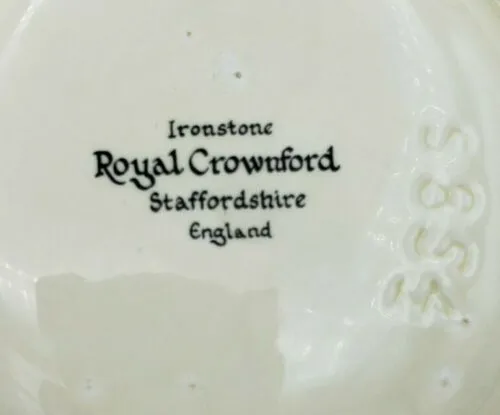 Ironstone
Royal Crownford
Staffordshire
England